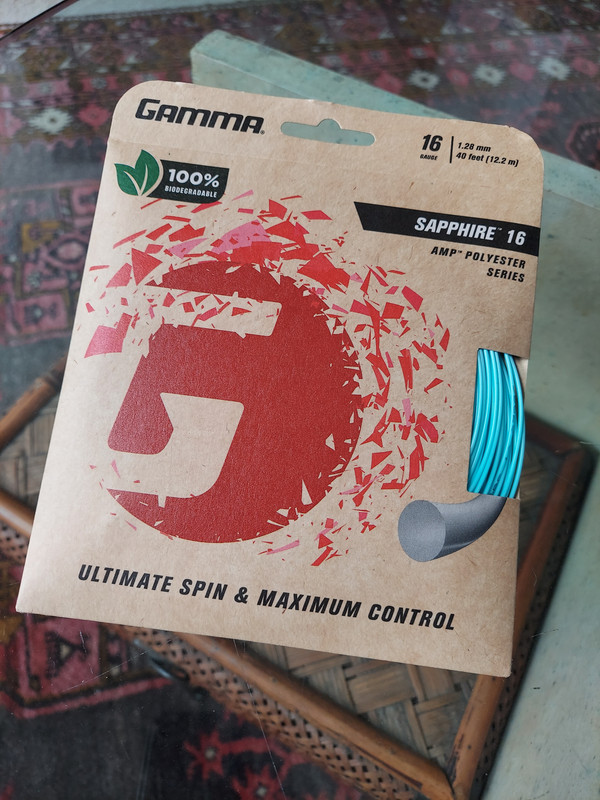 GAMMA®
16
GAUGE
1.28 mm
40 feet (12.2 m)
100%
BIODEGRADABLE
SAPPHIRE™ 16
AMP™ POLYESTER
SERIES
G
ULTIMATE SPIN & MAXIMUM CONTROL